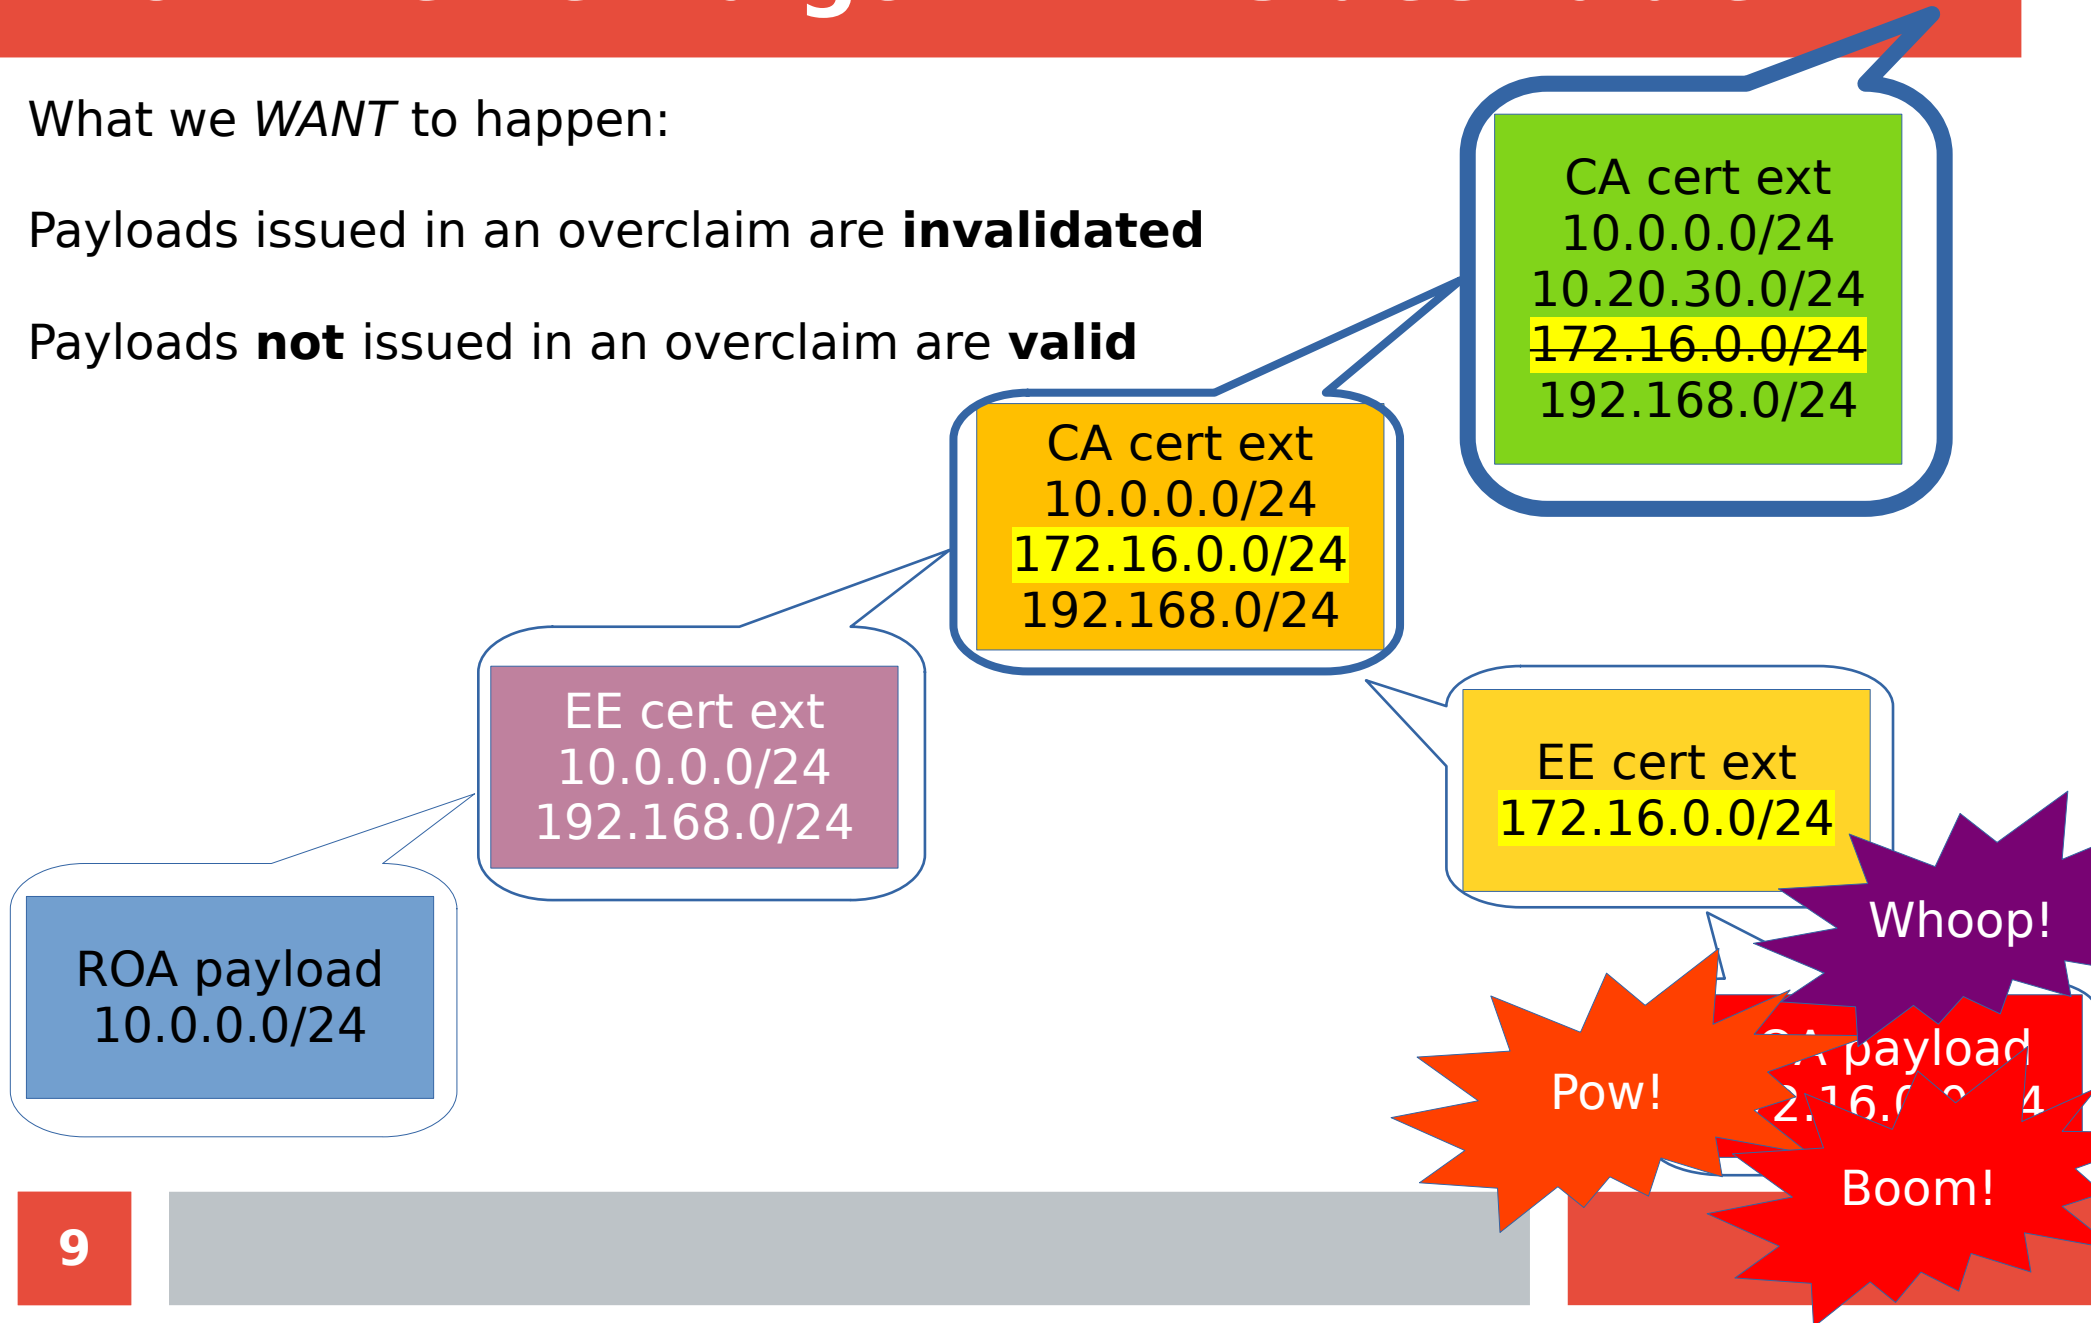 What we WANT to happen:
Payloads issued in an overclaim are invalidated
Payloads not issued in an overclaim are valid
CA cert ext
10.0.0.0/24
10.20.30.0/24
172.16.0.0/24
192.168.0/24
CA cert ext
10.0.0.0/24
172.16.0.0/24
192.168.0/24
EE cert ext
10.0.0.0/24
192.168.0/24
EE cert ext
172.16.0.0/24
Whoop!
ROA payload
10.0.0.0/24
payload
Pow!
Boom!
9